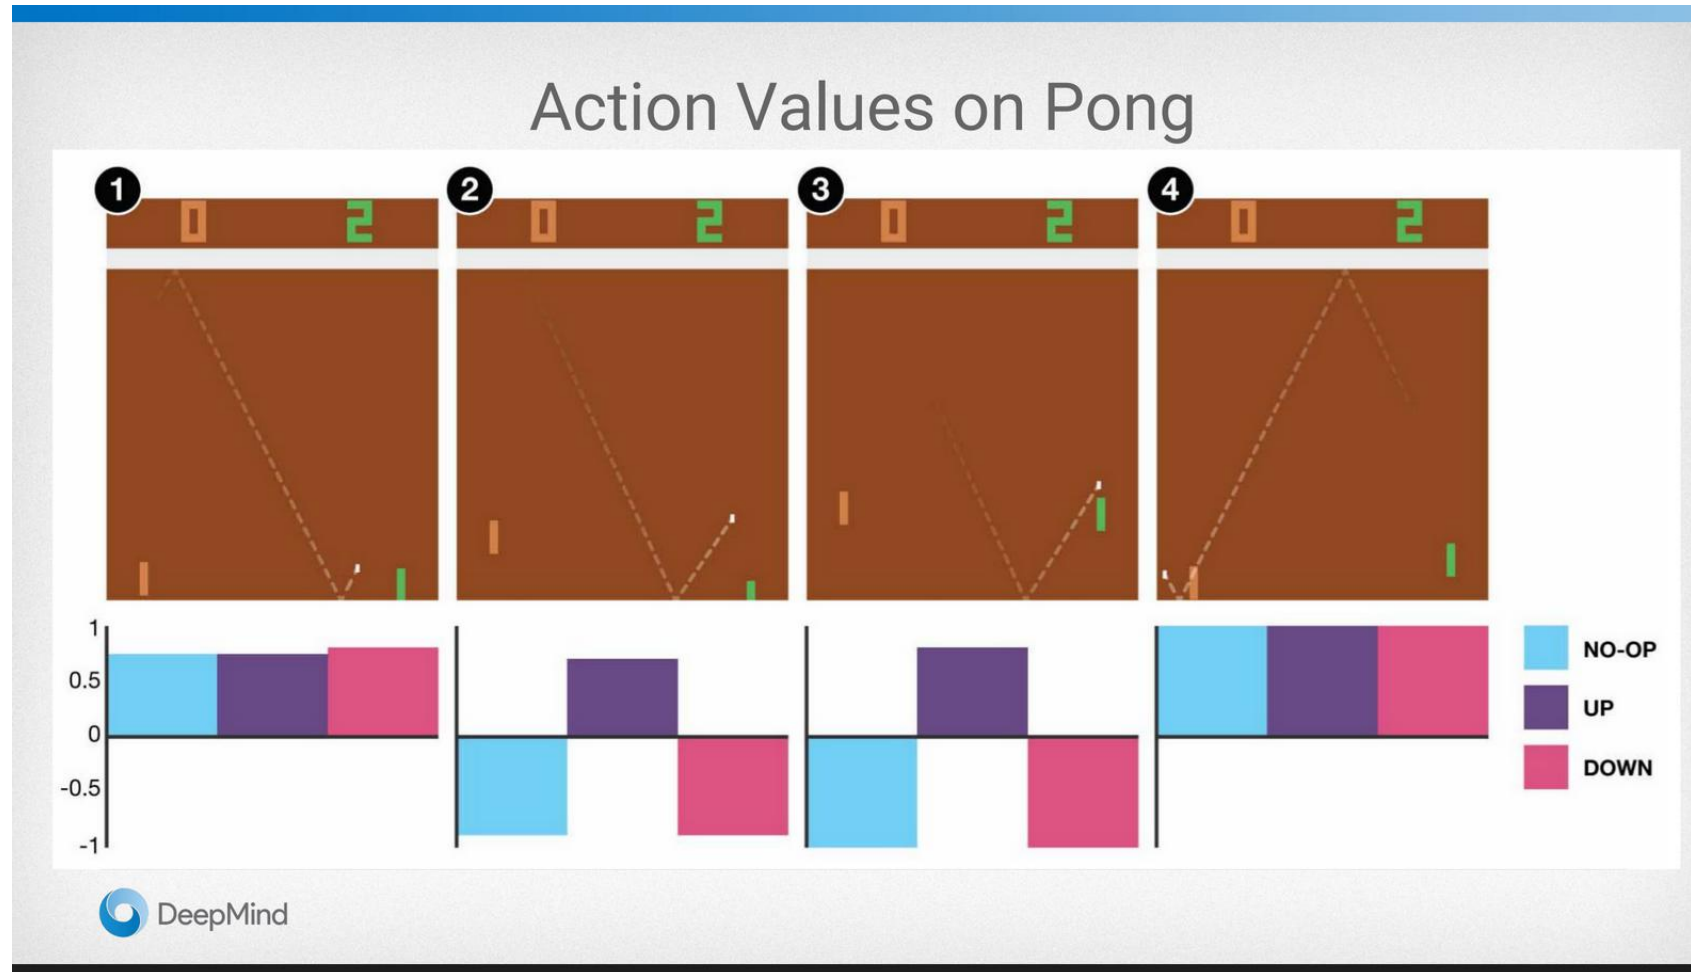 Action Values on Pong
1 2 3 4
0 2 0 2 0 2 0 2
1
0.5
0
-0.5
-1
NO-OP
UP
DOWN
DeepMind